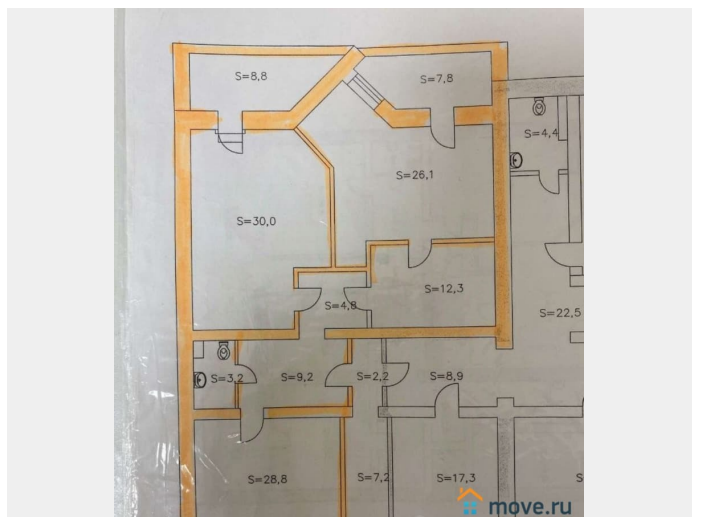 S=8,8
S=7,8
S=4,4
S=26,1
S=30,0
S=12,3
S=4,8
S=22,5
S=3,2
S=9,2
S=2,2
S=8,9
S=28,8
S=7,2
S=17,3
S
move.ru